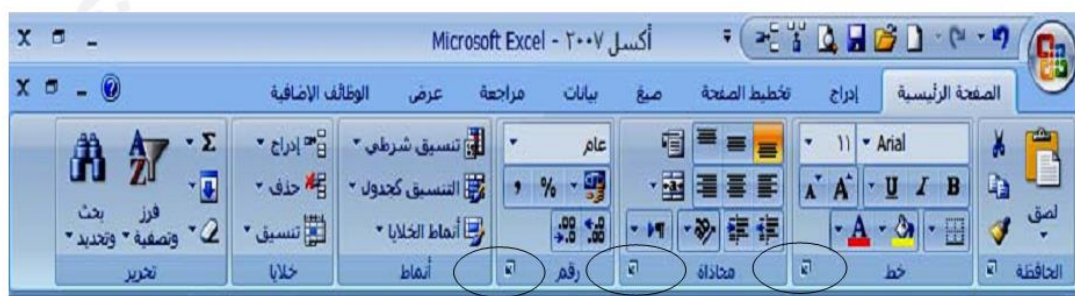 أكسل ٢٠٠٧ - Microsoft Excel
الصفحة الرئيسية إدراج تخطيط الصفحة صيغ بيانات مراجعة عرض الوظائف الإضافية
لصق
Arial ١١
B I U
A A
A
عام
%
تنسيق شرطي
التنسيق كجدول
أنماط الخلايا
إدراج
حذف
تنسيق
Σ
فرز وتصفية
بحث وتحديد
الحافظة خط محاذاة رقم أنماط خلايا تحرير